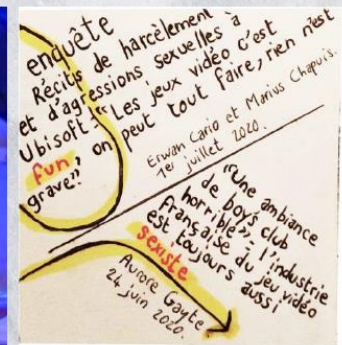 enquête
Récits de harcèlement
et d'agressions sexuelles à
Ubisoft "Les jeux vidéo c'est
fun, on peut tout faire, rien n'est
grave".
Erwan Cario et Marius Chapuis.
1er juillet 2020.
"Une ambiance
de boy's club
horrible" - l'industrie
française du jeu vidéo
est toujours aussi
sexiste
Aurore Gayte
24 juin 2020.